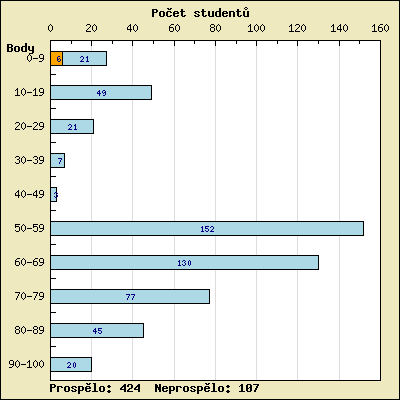 Počet studentů
0 20 40 60 80 100 120 140 160
Body
0-9 6 21
10-19 49
20-29 21
30-39 7
40-49 3
50-59 152
60-69 130
70-79 77
80-89 45
90-100 20
Prospělo: 424 Neprospělo: 107